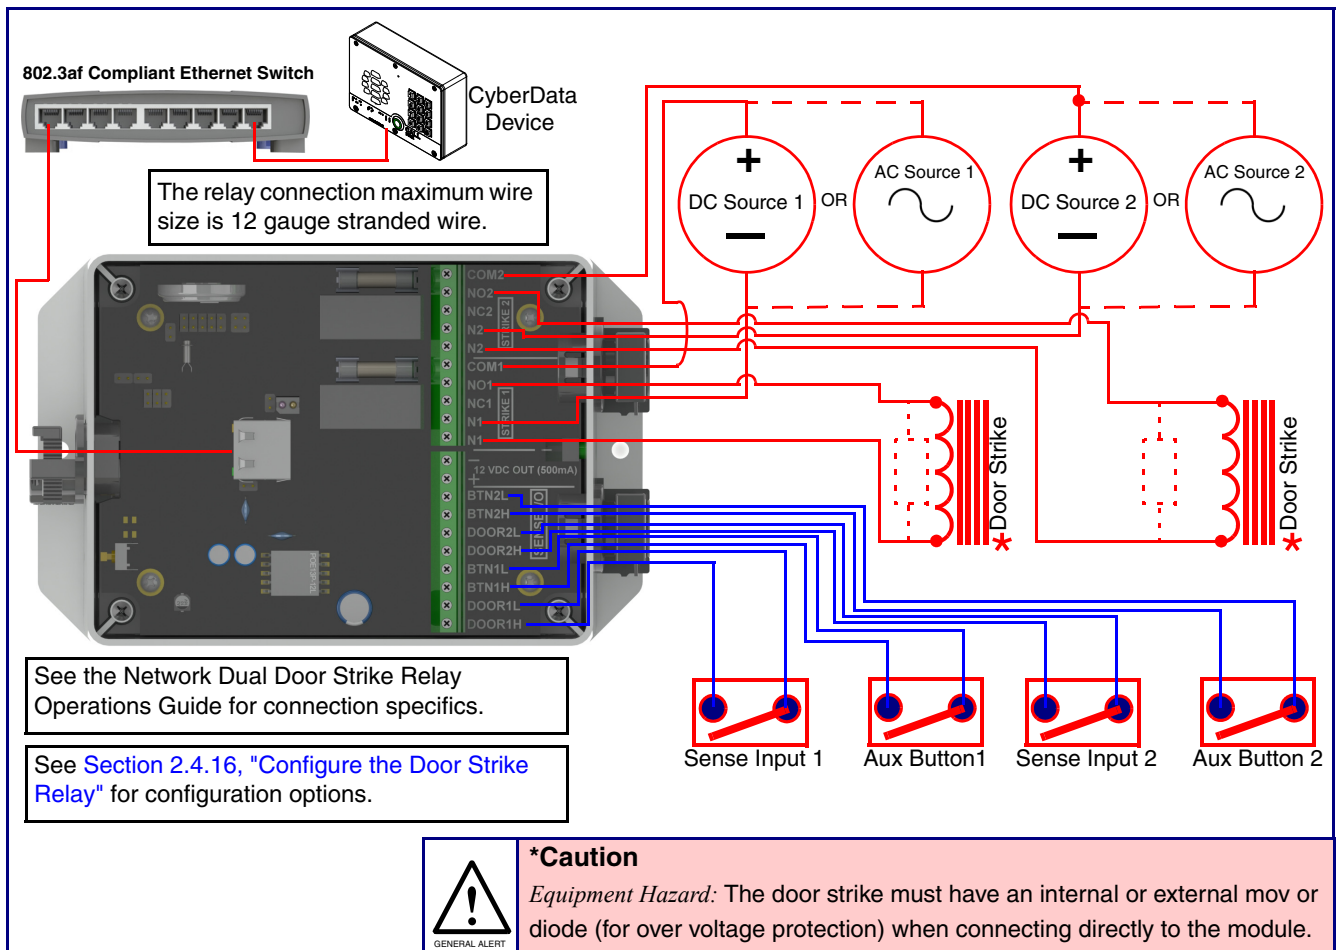 802.3af Compliant Ethernet Switch
CyberData
Device
The relay connection maximum wire
size is 12 gauge stranded wire.
+
DC Source 1
—
OR
AC Source 1
+
DC Source 2
—
OR
AC Source 2
COM2
NO2
NC2
N2
N2
STRIKE 2
COM1
NO1
NC1
N1
N1
STRIKE 1
−
+
12 VDC OUT (500mA)
BTN2L
BTN2H
DOOR2L
DOOR2H
BTN1L
BTN1H
DOOR1L
DOOR1H
*Door Strike
*Door Strike
See the Network Dual Door Strike Relay
Operations Guide for connection specifics.
See Section 2.4.16, "Configure the Door Strike
Relay" for configuration options.
Sense Input 1
Aux Button1
Sense Input 2
Aux Button 2
GENERAL ALERT
*Caution
Equipment Hazard: The door strike must have an internal or external mov or
diode (for over voltage protection) when connecting directly to the module.